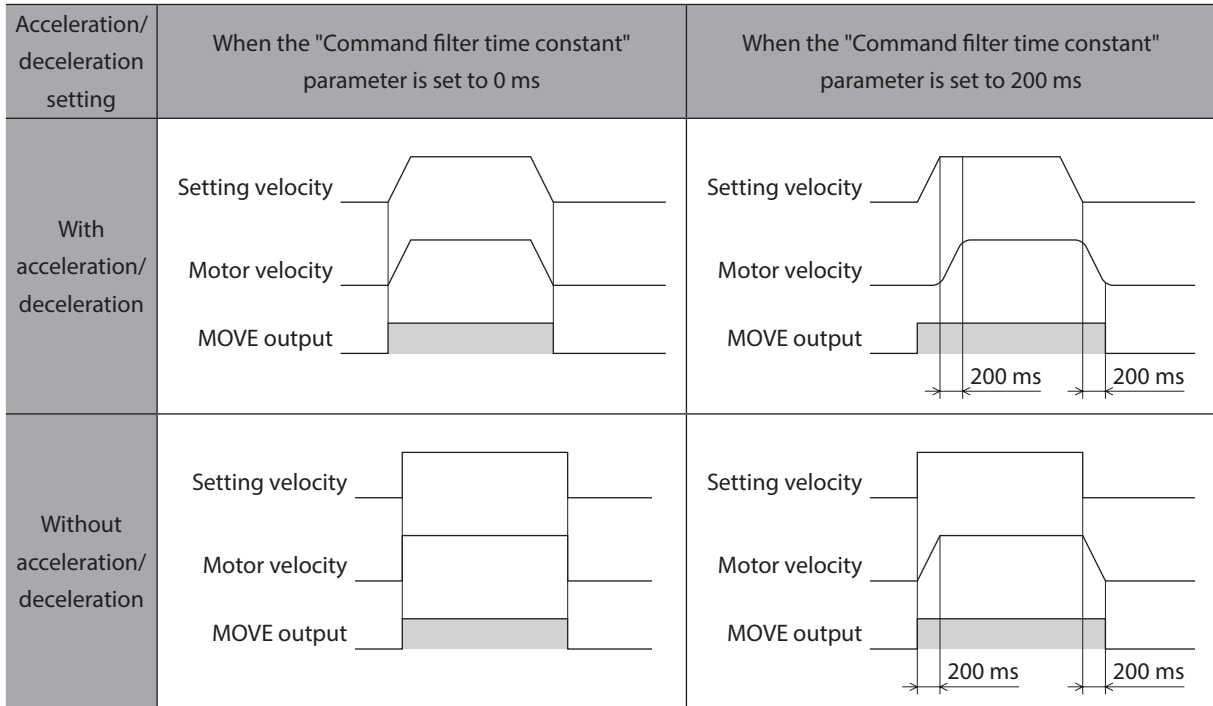 Acceleration/
deceleration
setting
When the "Command filter time constant"
parameter is set to 0 ms
When the "Command filter time constant"
parameter is set to 200 ms
With
acceleration/
deceleration
Setting velocity
Motor velocity
MOVE output
Setting velocity
Motor velocity
MOVE output
200 ms
200 ms
Without
acceleration/
deceleration
Setting velocity
Motor velocity
MOVE output
Setting velocity
Motor velocity
MOVE output
200 ms
200 ms